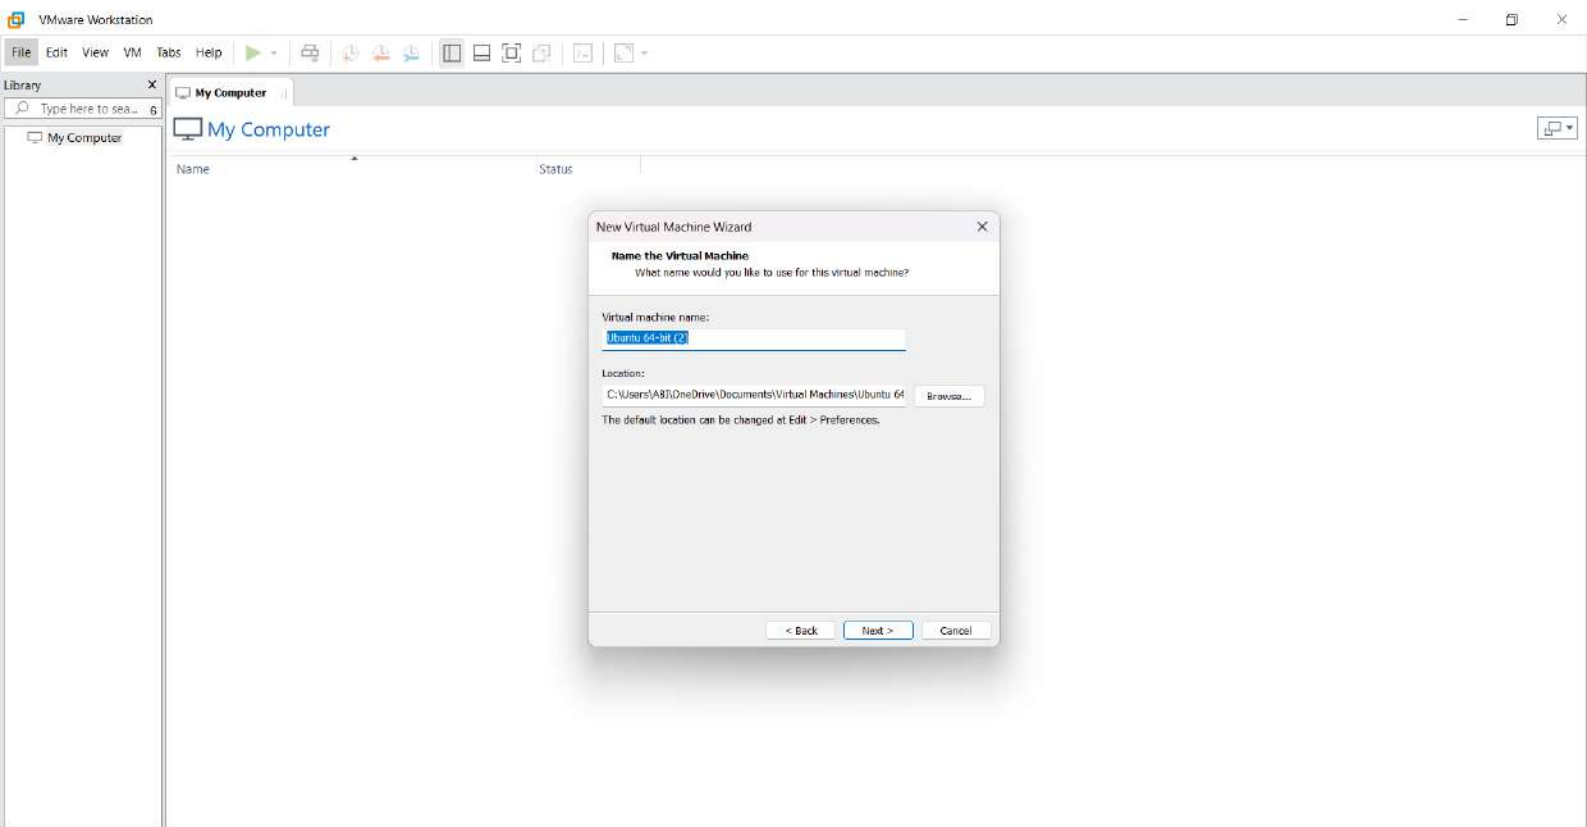 VMware Workstation
File Edit View VM Tabs Help
Library
My Computer
Type here to sea...
My Computer
My Computer
Name Status
New Virtual Machine Wizard
Name the Virtual Machine
What name would you like to use for this virtual machine?
Virtual machine name:
Ubuntu 64-bit (2)
Location:
C:\Users\ABI\OneDrive\Documents\Virtual Machines\Ubuntu 64
Browse...
The default location can be changed at Edit > Preferences.
< Back Next > Cancel